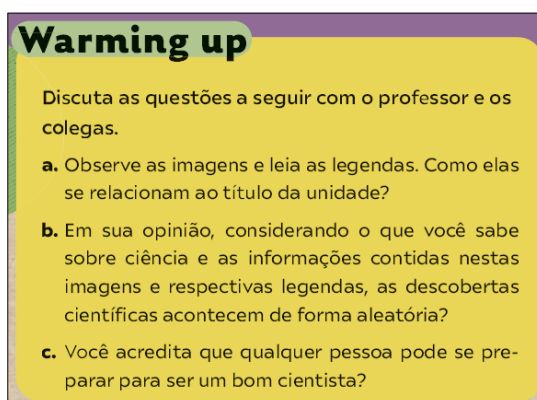 Warming up
Discuta as questões a seguir com o professor e os
colegas.
a. Observe as imagens e leia as legendas. Como elas
se relacionam ao título da unidade?
b. Em sua opinião, considerando o que você sabe
sobre ciência e as informações contidas nestas
imagens e respectivas legendas, as descobertas
científicas acontecem de forma aleatória?
c. Você acredita que qualquer pessoa pode se pre-
parar para ser um bom cientista?